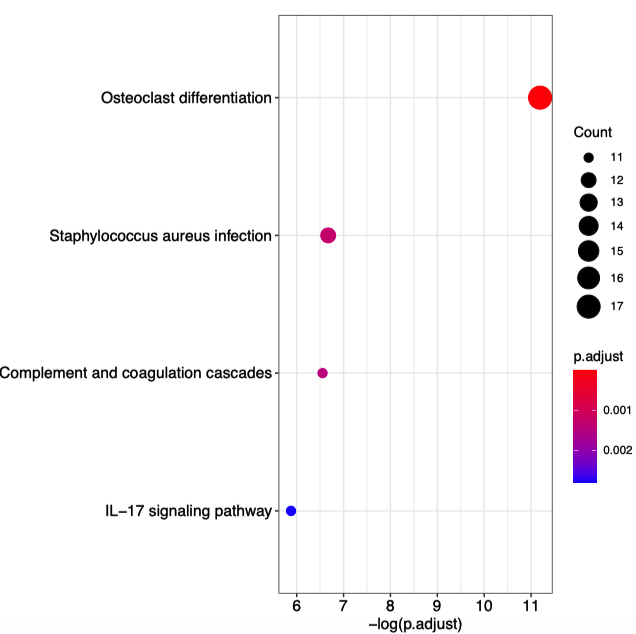 Osteoclast differentiation
Staphylococcus aureus infection
Complement and coagulation cascades
IL−17 signaling pathway
6 7 8 9 10 11
−log(p.adjust)
Count
11
12
13
14
15
16
17
p.adjust
0.001
0.002